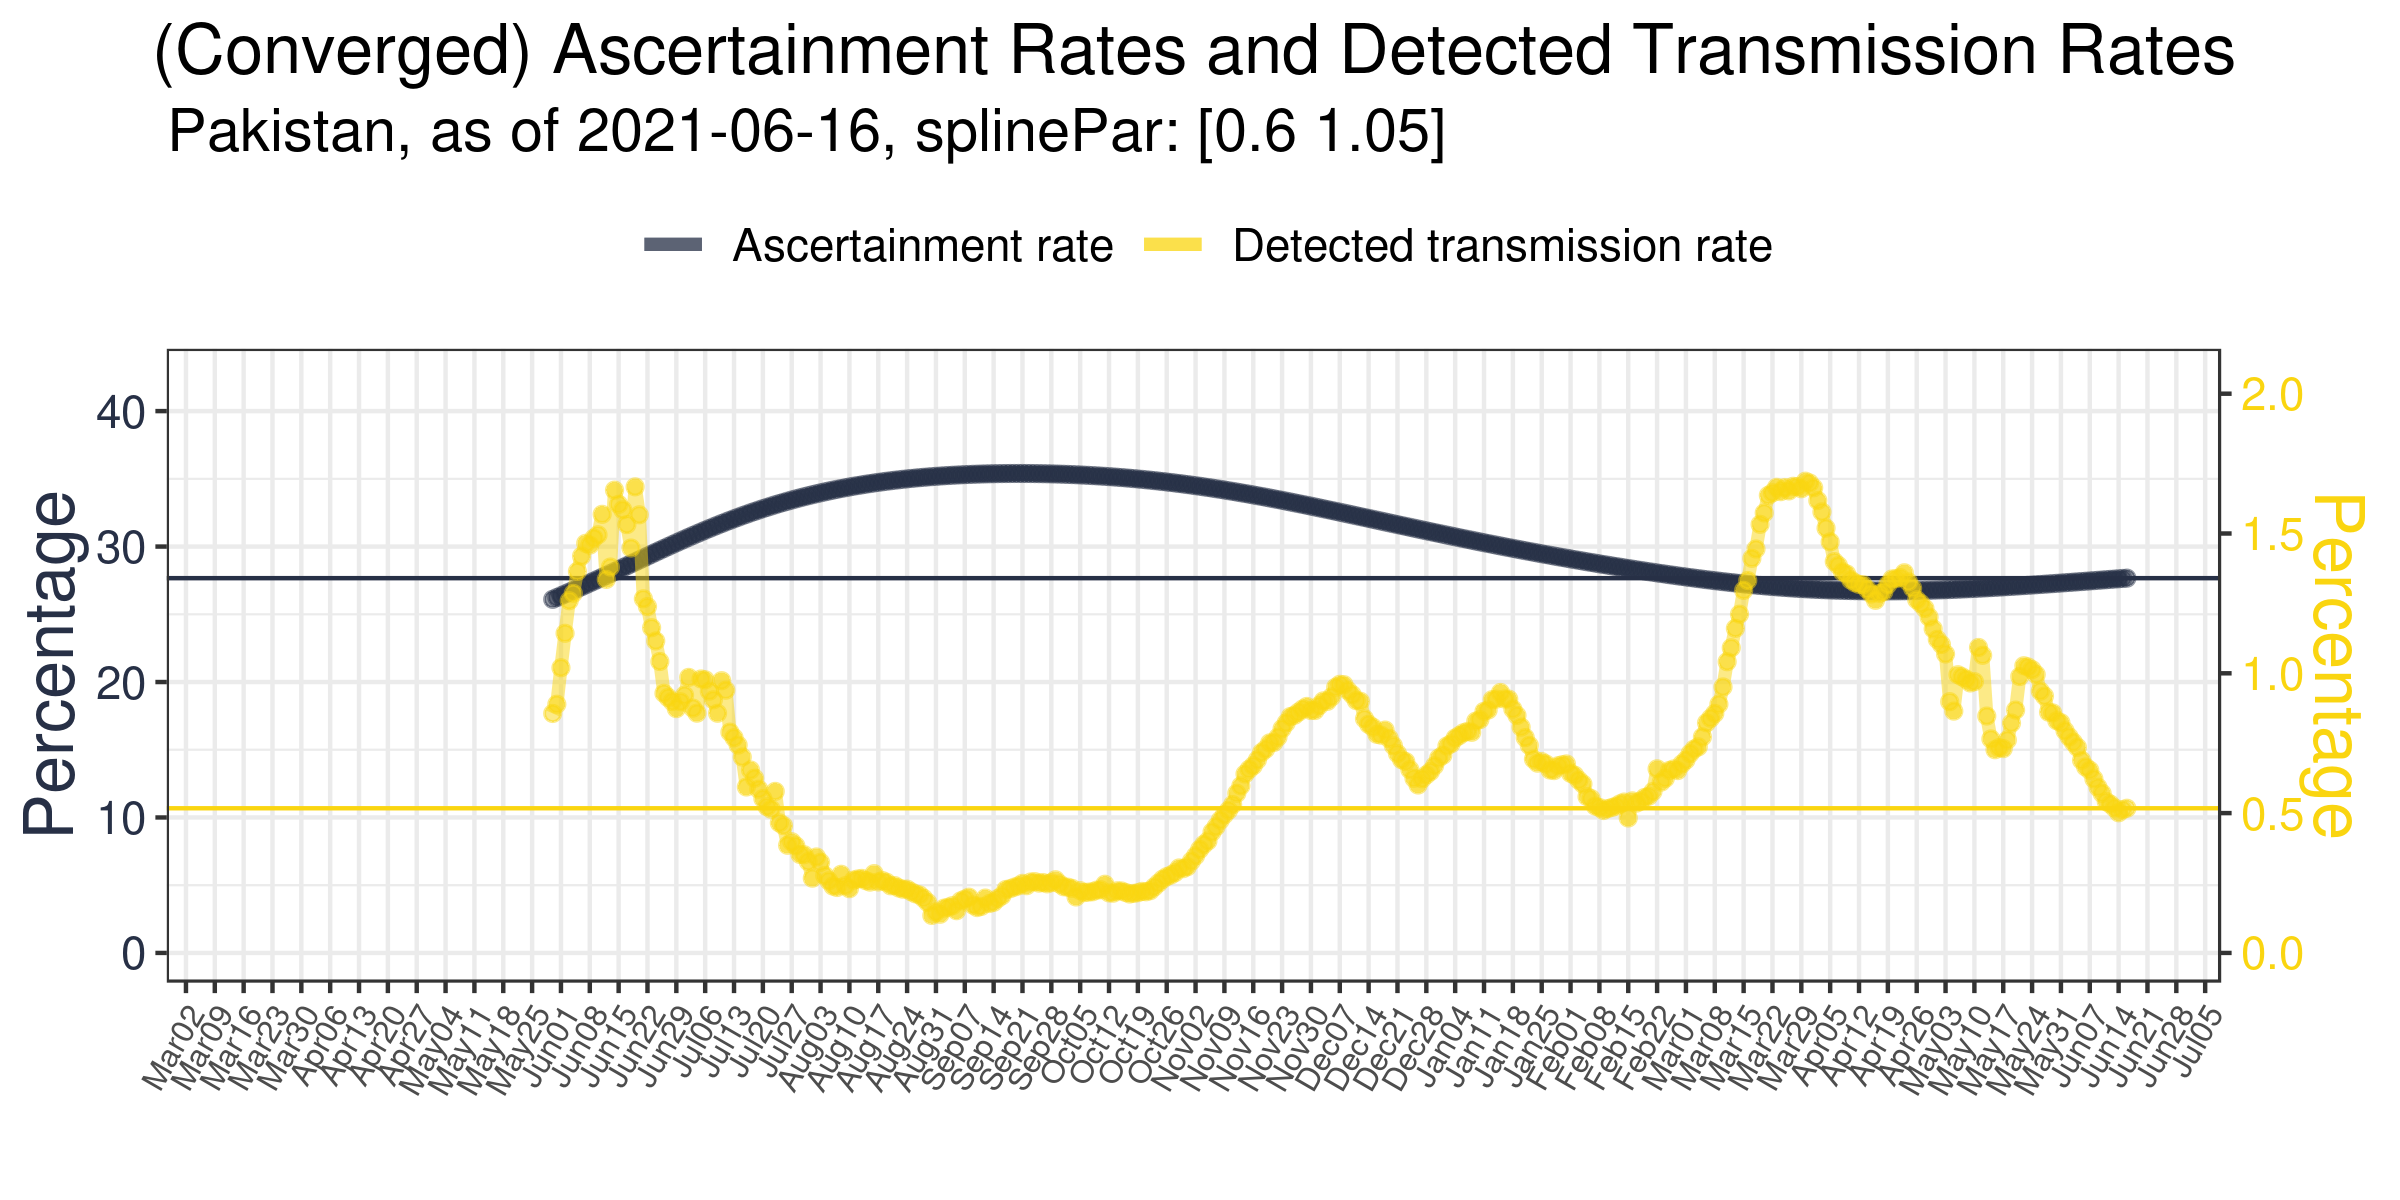 (Converged) Ascertainment Rates and Detected Transmission Rates
Pakistan, as of 2021-06-16, splinePar: [0.6 1.05]
Ascertainment rate
Detected transmission rate
Percentage
40
30
20
10
0
2.0
1.5
1.0
0.5
0.0
Percentage
Mar02
Mar09
Mar16
Mar23
Mar30
Apr06
Apr13
Apr20
Apr27
May04
May11
May18
May25
Jun01
Jun08
Jun15
Jun22
Jun29
Jul06
Jul13
Jul20
Jul27
Aug03
Aug10
Aug17
Aug24
Aug31
Sep07
Sep14
Sep21
Sep28
Oct05
Oct12
Oct19
Oct26
Nov02
Nov09
Nov16
Nov23
Nov30
Dec07
Dec14
Dec21
Dec28
Jan04
Jan11
Jan18
Jan25
Feb01
Feb08
Feb15
Feb22
Mar01
Mar08
Mar15
Mar22
Mar29
Apr05
Apr12
Apr19
Apr26
May03
May10
May17
May24
May31
Jun07
Jun14
Jun21
Jun28
Jul05